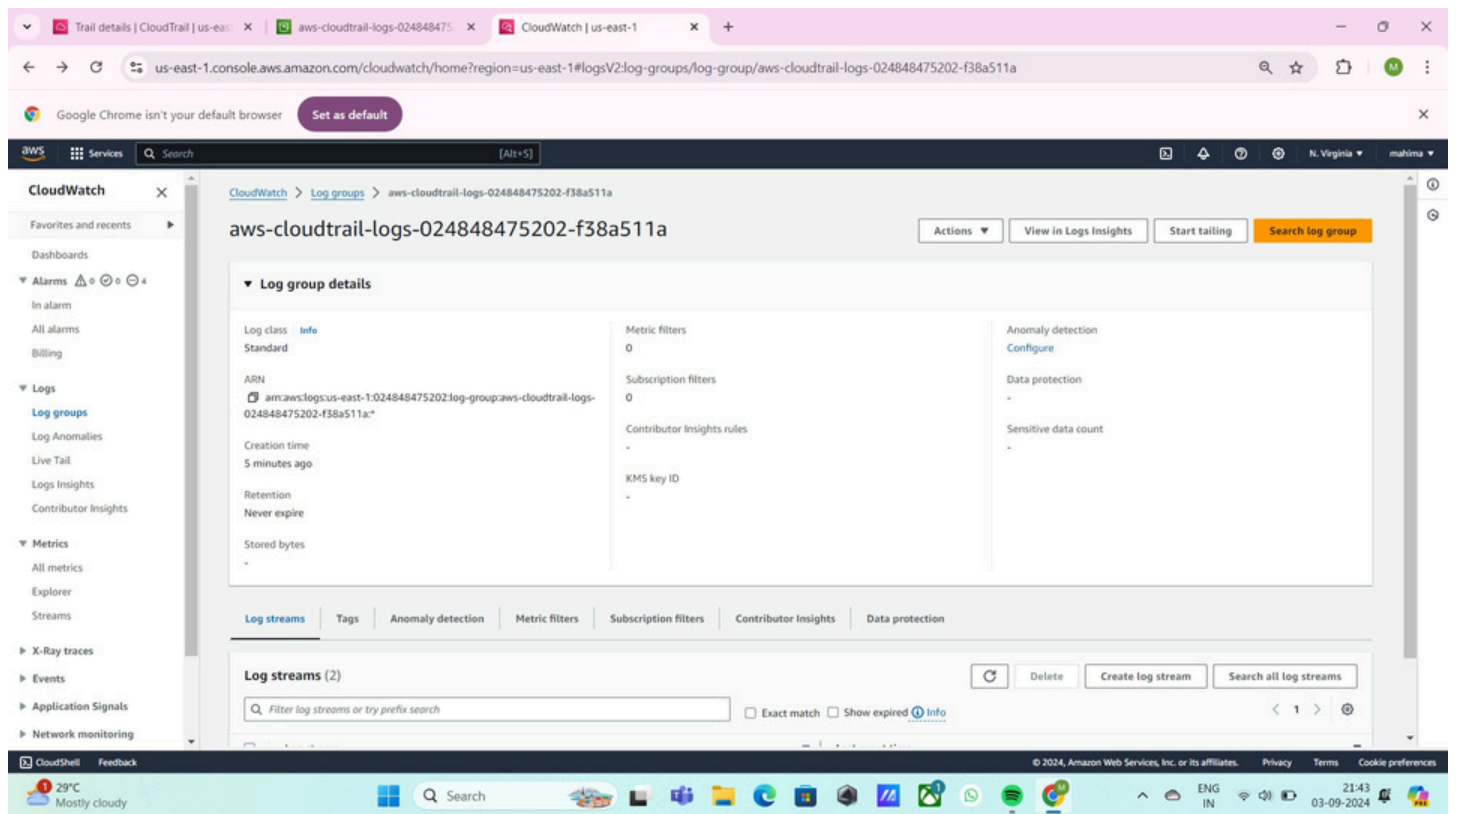 Trail details | CloudTrail | us-eas
aws-cloudtrail-logs-024848475
CloudWatch | us-east-1
us-east-1.console.aws.amazon.com/cloudwatch/home?region=us-east-1#logsV2:log-groups/log-group/aws-cloudtrail-logs-024848475202-f38a511a
M
Google Chrome isn't your default browser
Set as default
aws
Services
Search
[Alt+S]
N. Virginia
mahima
CloudWatch
Favorites and recents
Dashboards
Alarms 0 0 4
In alarm
All alarms
Billing
Logs
Log groups
Log Anomalies
Live Tail
Logs Insights
Contributor Insights
Metrics
All metrics
Explorer
Streams
X-Ray traces
Events
Application Signals
Network monitoring
CloudWatch > Log groups > aws-cloudtrail-logs-024848475202-f38a511a
aws-cloudtrail-logs-024848475202-f38a511a
Actions
View in Logs Insights
Start tailing
Search log group
Log group details
Log class Info
Standard
ARN
arn:aws:logs:us-east-1:024848475202:log-group:aws-cloudtrail-logs-
024848475202-f38a511a:*
Creation time
5 minutes ago
Retention
Never expire
Stored bytes
-
Metric filters
0
Subscription filters
0
Contributor Insights rules
-
KMS key ID
-
Anomaly detection
Configure
Data protection
-
Sensitive data count
-
Log streams
Tags
Anomaly detection
Metric filters
Subscription filters
Contributor Insights
Data protection
Log streams (2)
Delete
Create log stream
Search all log streams
Filter log streams or try prefix search
Exact match
Show expired
Info
1
CloudShell
Feedback
© 2024, Amazon Web Services, Inc. or its affiliates.
Privacy
Terms
Cookie preferences
1
29°C
Mostly cloudy
Search
1
M
ENG
IN
21:43
03-09-2024
PRE